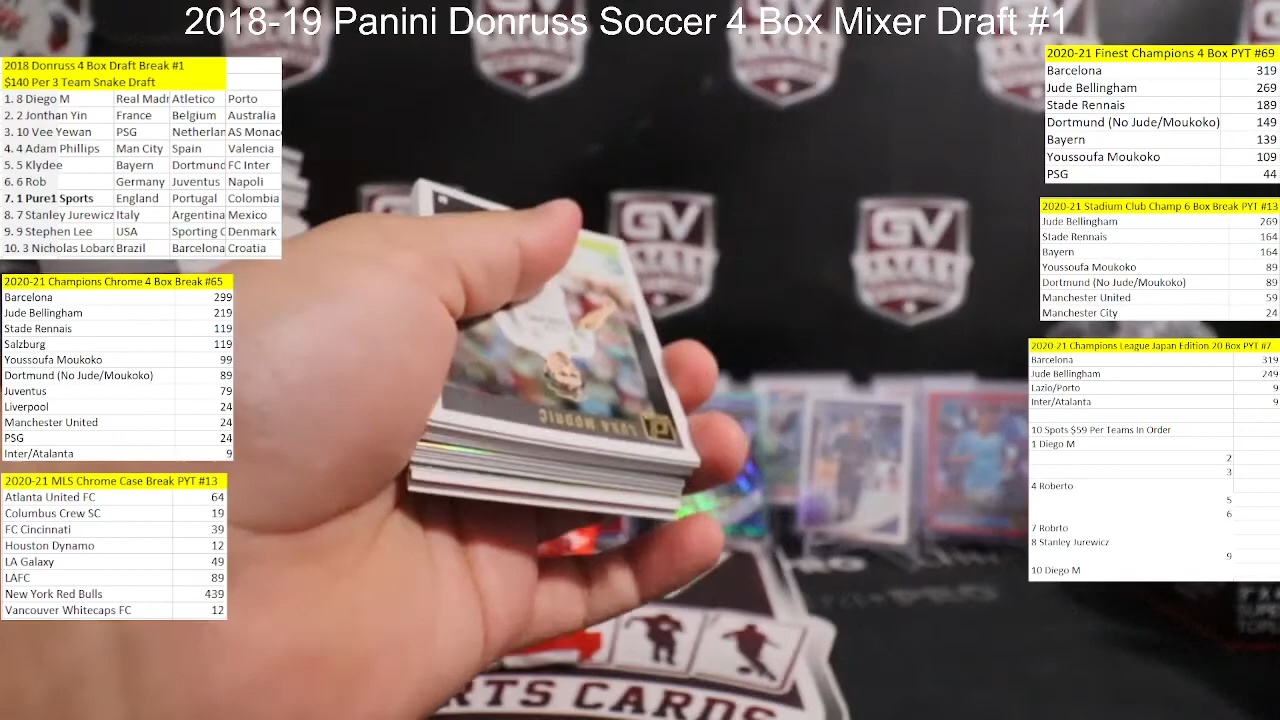 2018-19 Panini Donruss Soccer 4 Box Mixer Draft #1
2018 Donruss 4 Box Draft Break #1
$140 Per 3 Team Snake Draft
1. 8 Diego M Real Madr Atletico Porto
2. 2 Jonthan Yin France Belgium Australia
3. 10 Vee Yewan PSG Netherlan AS Monac
4. 4 Adam Phillips Man City Spain Valencia
5. 5 Klydee Bayern Dortmund FC Inter
6. 6 Rob Germany Juventus Napoli
7. 1 Pure1 Sports England Portugal Colombia
8. 7 Stanley Jurewicz Italy Argentina Mexico
9. 9 Stephen Lee USA Sporting C Denmark
10. 3 Nicholas Lobard Brazil Barcelona Croatia
2020-21 Champions Chrome 4 Box Break #65
Barcelona 299
Jude Bellingham 219
Stade Rennais 119
Salzburg 119
Youssoufa Moukoko 99
Dortmund (No Jude/Moukoko) 89
Juventus 79
Liverpool 24
Manchester United 24
PSG 24
Inter/Atalanta 9
2020-21 MLS Chrome Case Break PYT #13
Atlanta United FC 64
Columbus Crew SC 19
FC Cincinnati 39
Houston Dynamo 12
LA Galaxy 49
LAFC 89
New York Red Bulls 439
Vancouver Whitecaps FC 12
2020-21 Finest Champions 4 Box PYT #69
Barcelona 319
Jude Bellingham 269
Stade Rennais 189
Dortmund (No Jude/Moukoko) 149
Bayern 139
Youssoufa Moukoko 109
PSG 44
2020-21 Stadium Club Champ 6 Box Break PYT #13
Jude Bellingham 269
Stade Rennais 164
Bayern 164
Youssoufa Moukoko 89
Dortmund (No Jude/Moukoko) 89
Manchester United 59
Manchester City 24
2020-21 Champions League Japan Edition 20 Box PYT #7
Barcelona 319
Jude Bellingham 249
Lazio/Porto 9
Inter/Atalanta 9
10 Spots $59 Per Teams In Order
1 Diego M
2
3
4 Roberto
5
6
7 Robrto
8 Stanley Jurewicz
9
10 Diego M
LUKA MODRIC
GV
GV
RTS CARDS